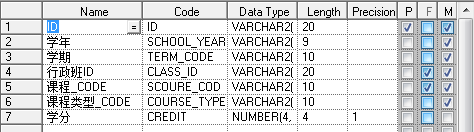 Name Code Data Type Length Precision P F M
1 ID = ID VARCHAR2( 20
2 学年 SCHOOL_YEAR VARCHAR2( 9
3 学期 TERM_CODE VARCHAR2( 10
4 行政班ID CLASS_ID VARCHAR2( 20
5 课程_CODE SCOURE_COD VARCHAR2( 10
6 课程类型_CODE COURSE_TYPE VARCHAR2( 10
7 学分 CREDIT NUMBER(4, 4 1